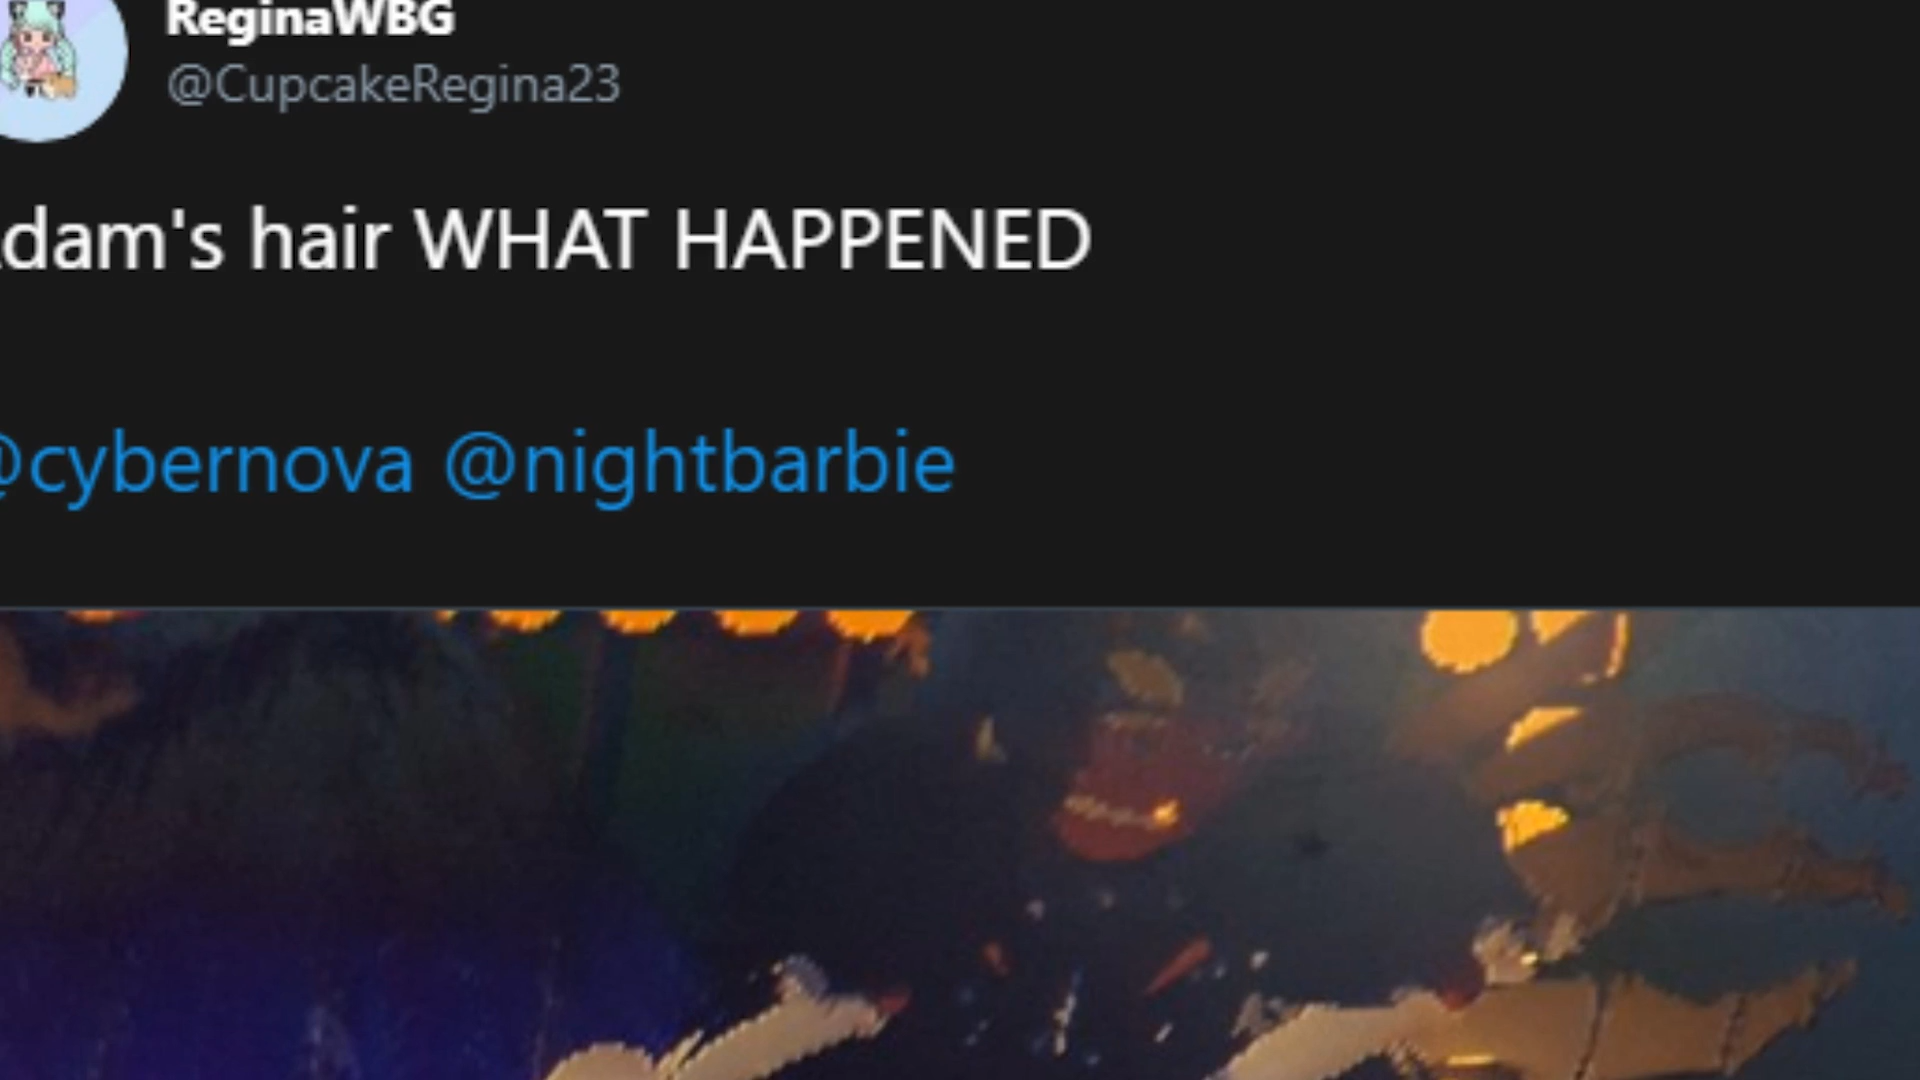 ReginaWBG
@CupcakeRegina23
dam's hair WHAT HAPPENED
@cybernova @nightbarbie